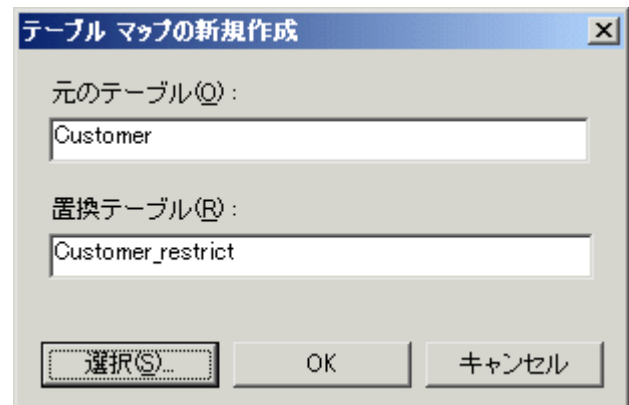 テーブル マップの新規作成
元のテーブル(O):
Customer
置換テーブル(R):
Customer_restrict
選択(S)... OK キャンセル